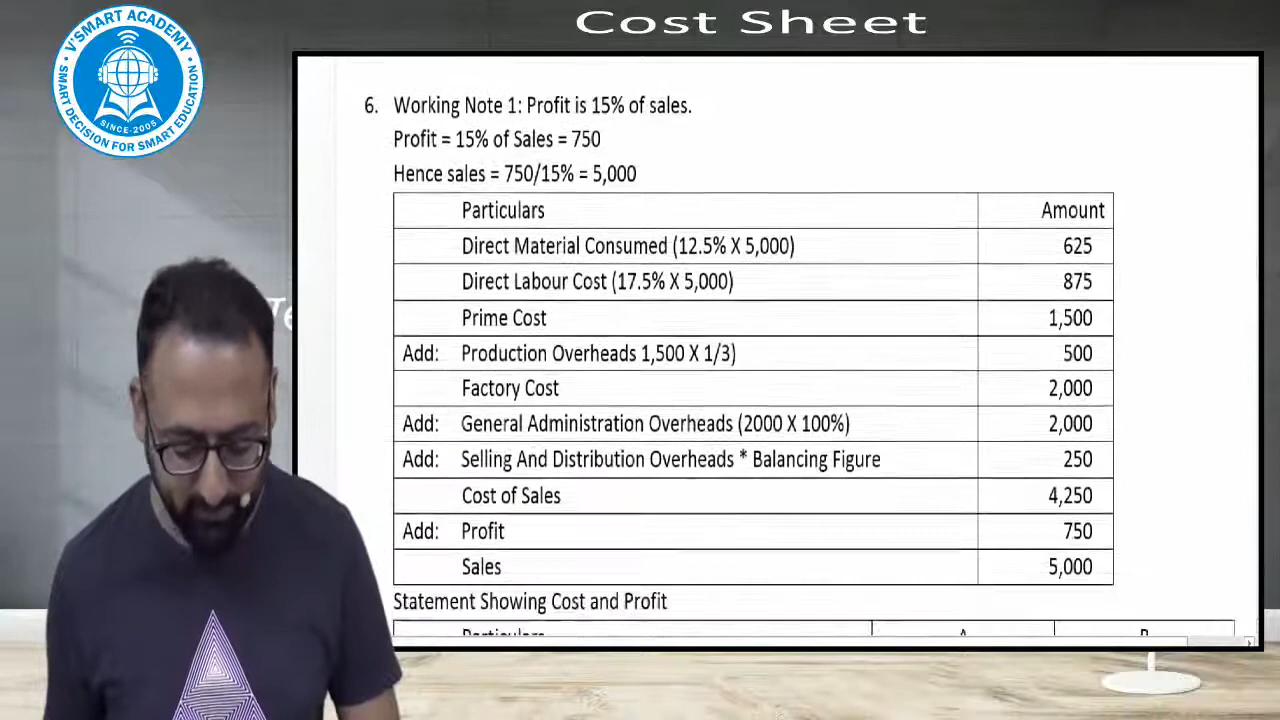 Cost Sheet
V'SMART ACADEMY
SMART DECISION FOR SMART EDUCATION
SINCE-2005
6. Working Note 1: Profit is 15% of sales.
Profit = 15% of Sales = 750
Hence sales = 750/15% = 5,000
Particulars Amount
Direct Material Consumed (12.5% X 5,000) 625
Direct Labour Cost (17.5% X 5,000) 875
Prime Cost 1,500
Add: Production Overheads 1,500 X 1/3) 500
Factory Cost 2,000
Add: General Administration Overheads (2000 X 100%) 2,000
Add: Selling And Distribution Overheads * Balancing Figure 250
Cost of Sales 4,250
Add: Profit 750
Sales 5,000
Statement Showing Cost and Profit
Particulars A B